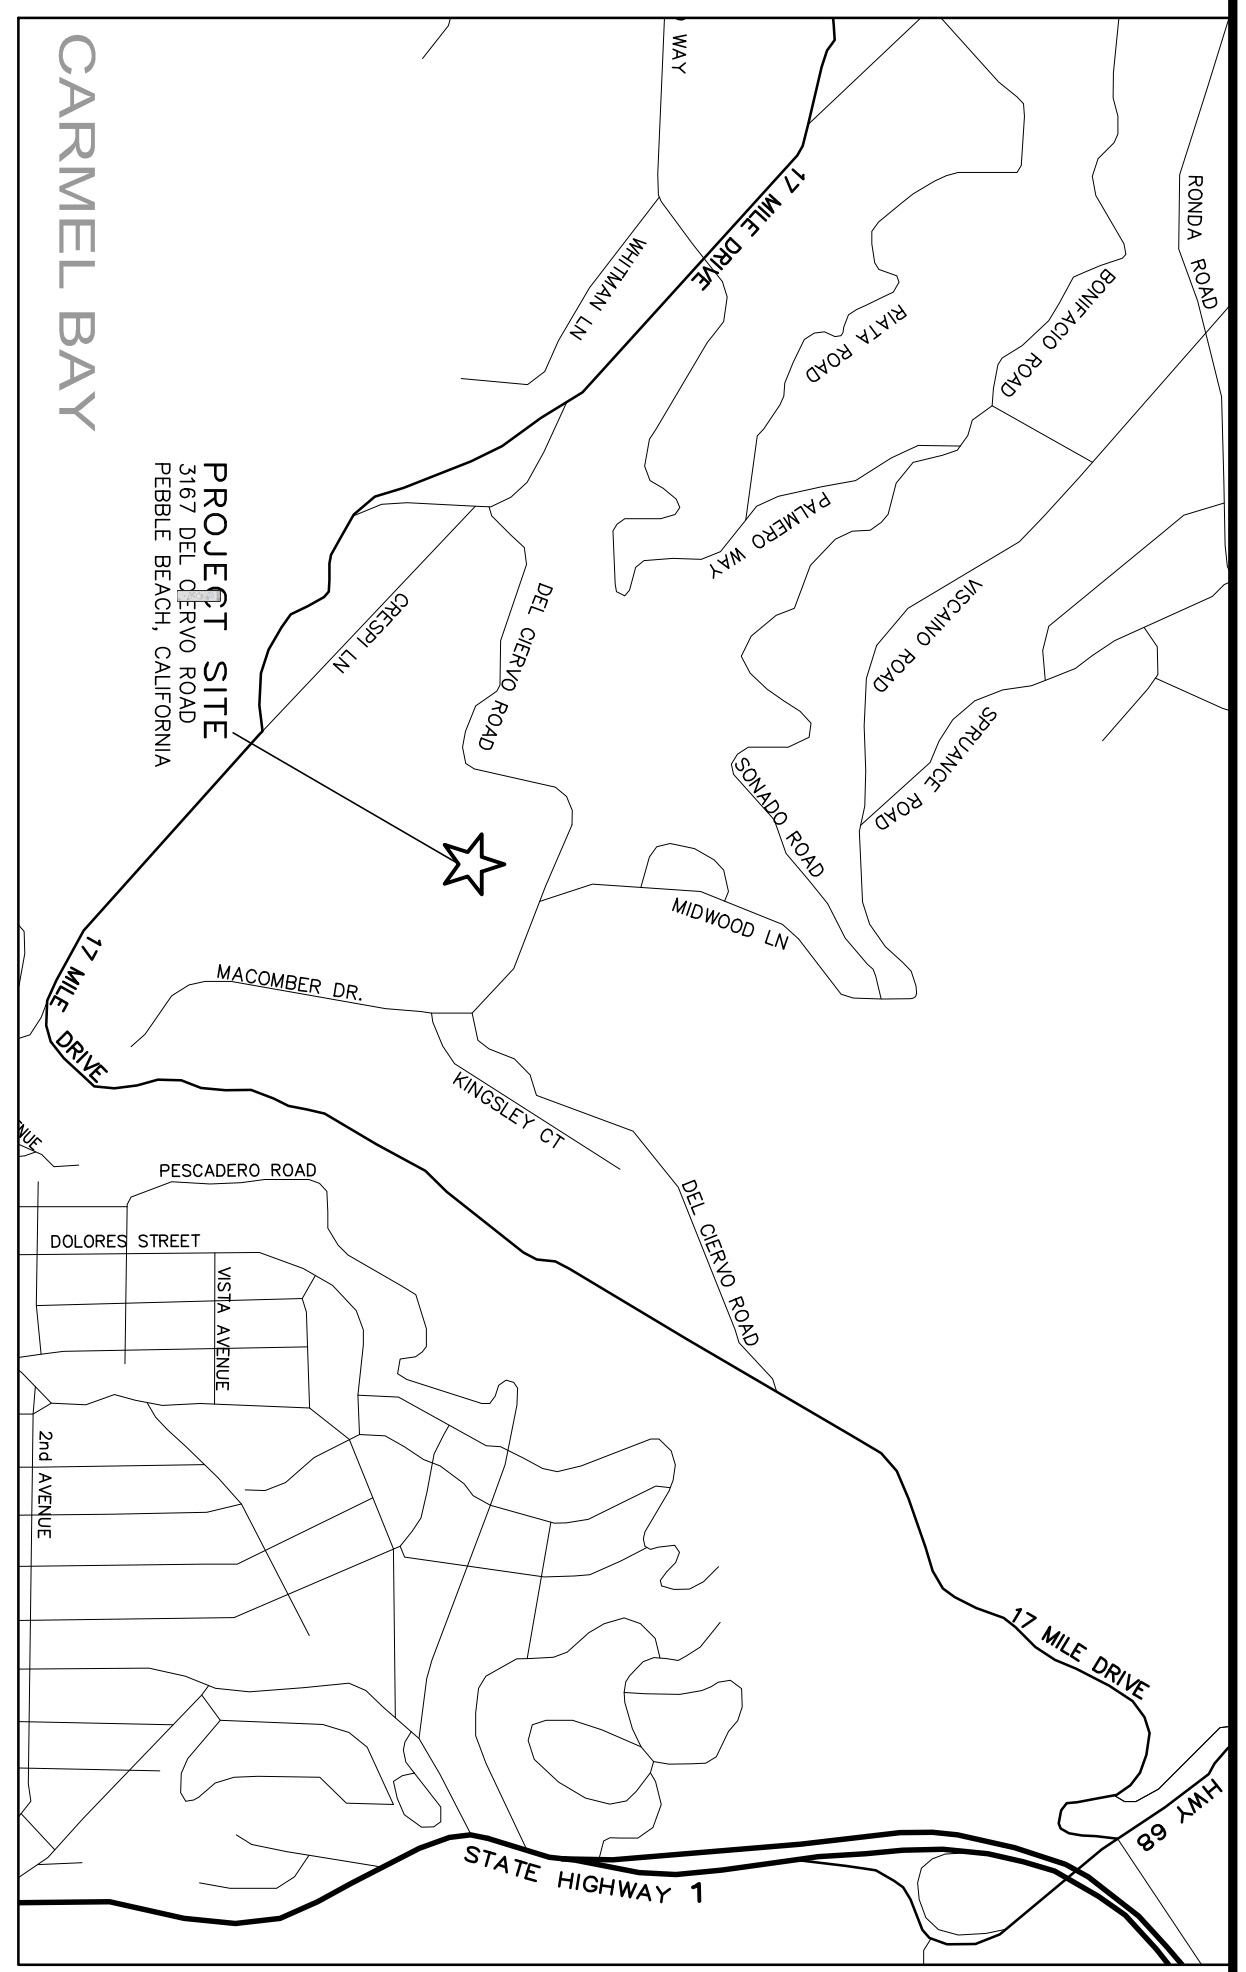 CARMEL BAY
WAY
17 MILE DRIVE
WHITMAN LN
RIATA ROAD
BONIFACIO ROAD
RONDA ROAD
PALMERO WAY
VISCAINO ROAD
SPRUANCE ROAD
SONADO ROAD
MIDWOOD LN
DEL CIERVO ROAD
CRESPI LN
PROJECT SITE
3167 DEL CIERVO ROAD
PEBBLE BEACH, CALIFORNIA
17 MILE DRIVE
MACOMBER DR.
KINGSLEY CT
DEL CIERVO ROAD
PESCADERO ROAD
DOLORES STREET
VISTA AVENUE
2nd AVENUE
17 MILE DRIVE
HWY 68
STATE HIGHWAY 1